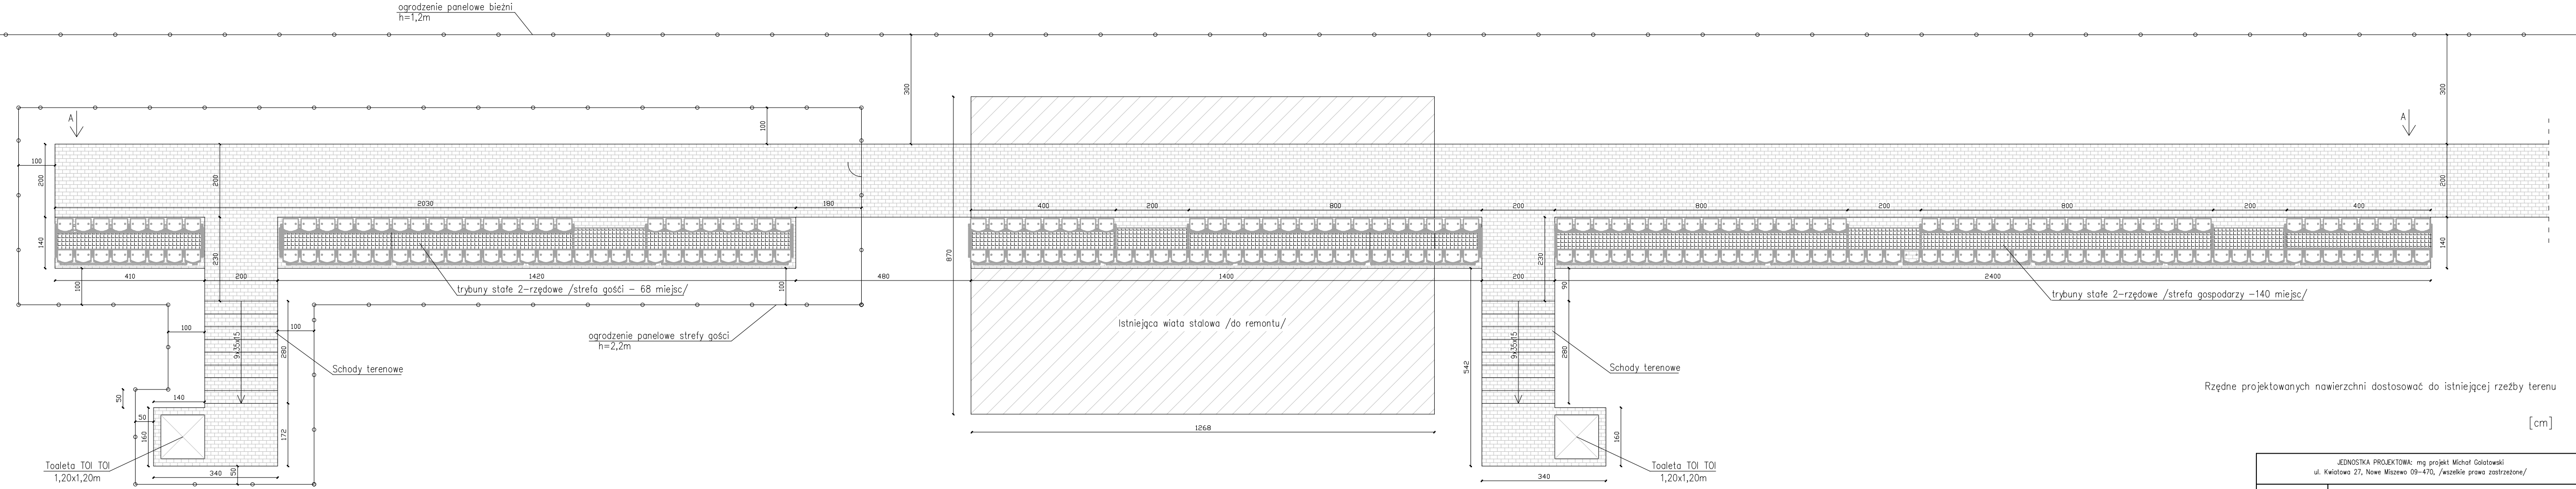 ogrodzenie panelowe bieżni
h=1,2m
300
300
A
A
100
100
200
200
200
2030
180
400
200
800
200
800
200
800
200
400
140
230
870
230
140
410
200
1420
480
1400
200
2400
100
100
90
trybuny stałe 2-rzędowe /strefa gośći - 68 miejsc/
trybuny stałe 2-rzędowe /strefa gospodarzy -140 miejsc/
100
100
9x35x15
280
ogrodzenie panelowe strefy gości
h=2,2m
Istniejąca wiata stalowa /do remontu/
9x35x15
280
542
Schody terenowe
Schody terenowe
Rzędne projektowanych nawierzchni dostosować do istniejącej rzeźby terenu
50
140
50
160
172
[cm]
1268
160
Toaleta TOI TOI
1,20x1,20m
340
50
Toaleta TOI TOI
1,20x1,20m
340
JEDNOSTKA PROJEKTOWA: mg projekt Michał Galatowski
ul. Kwiatowa 27, Nowe Miszewo 09-470, /wszelkie prawa zastrzeżone/